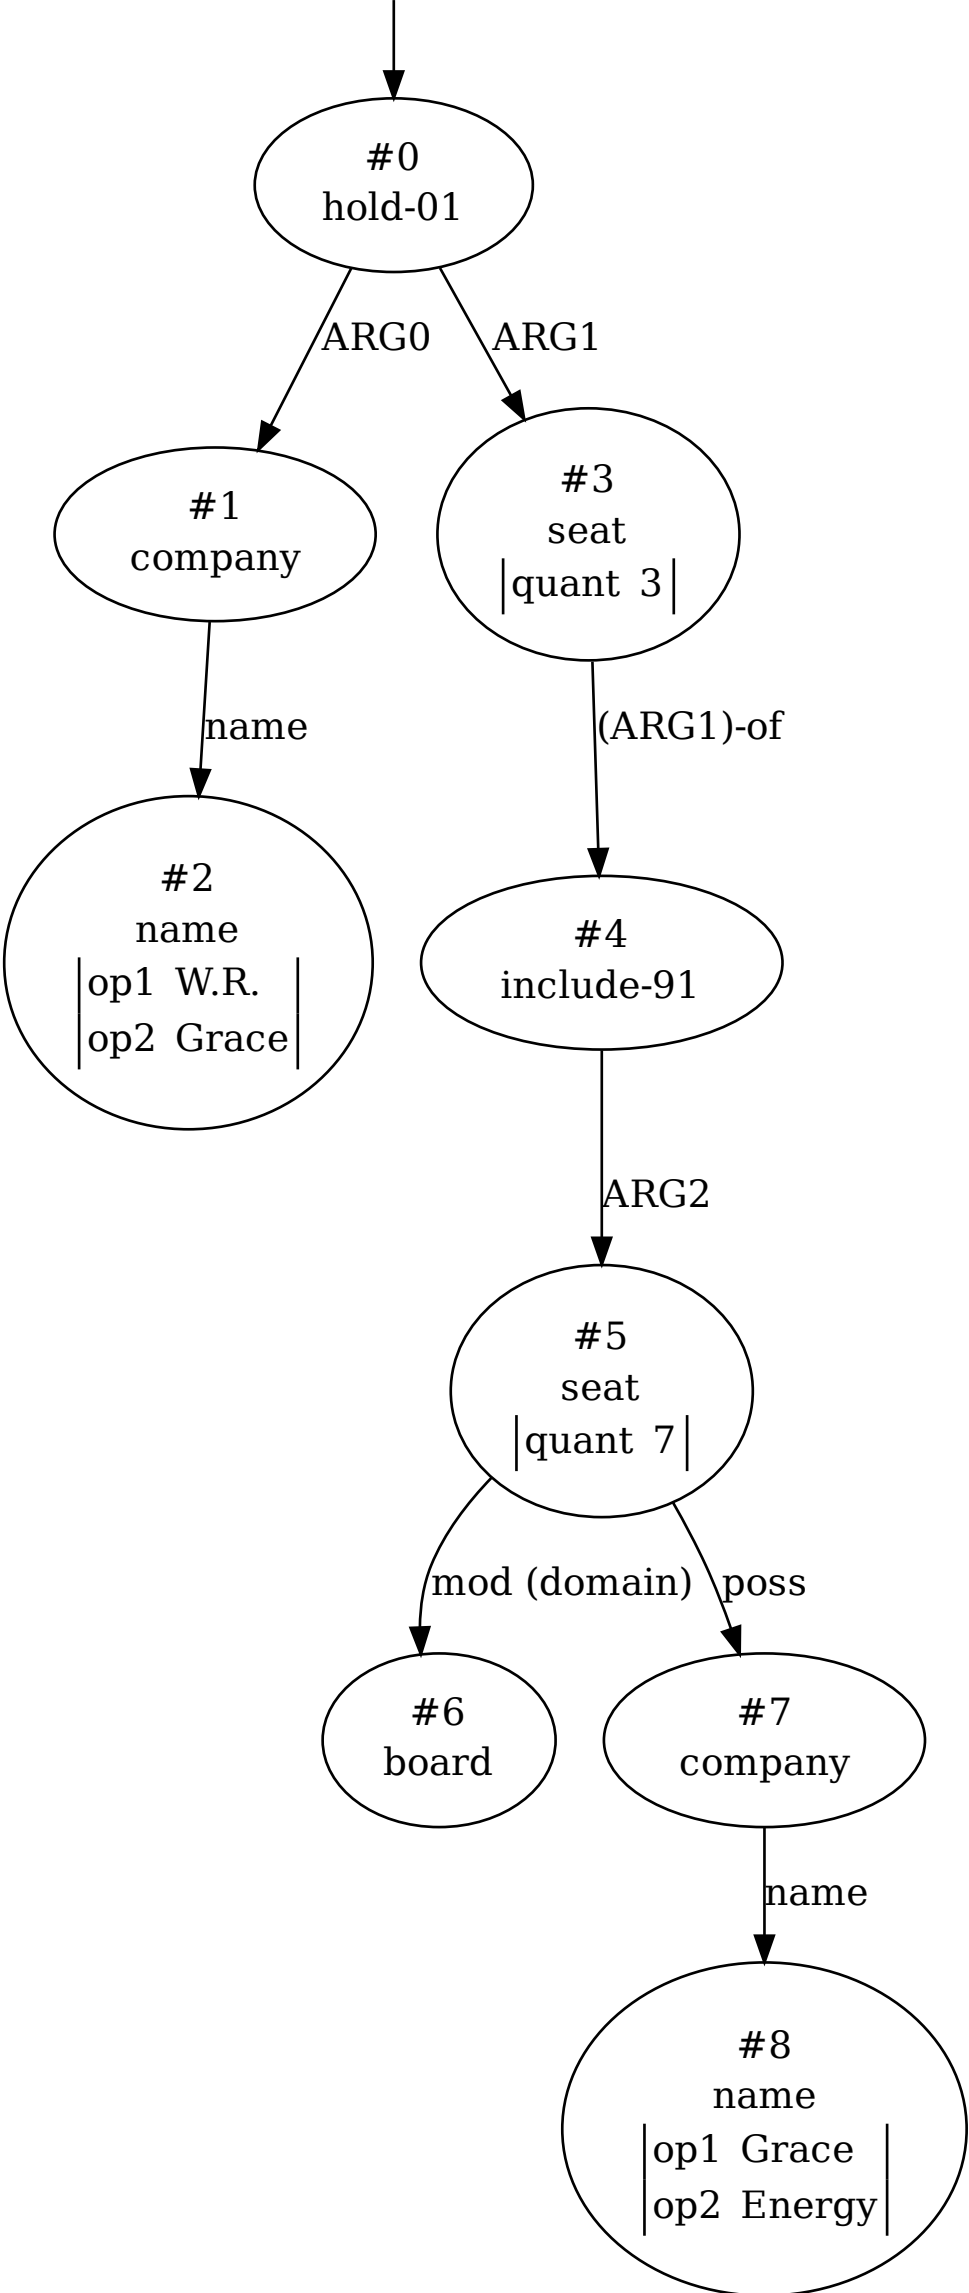 #0
hold-01
ARG0
ARG1
#1
company
#3
seat
quant 3
name
(ARG1)-of
#2
name
op1 W.R.
op2 Grace
#4
include-91
ARG2
#5
seat
quant 7
mod (domain)
poss
#6
board
#7
company
name
#8
name
op1 Grace
op2 Energy